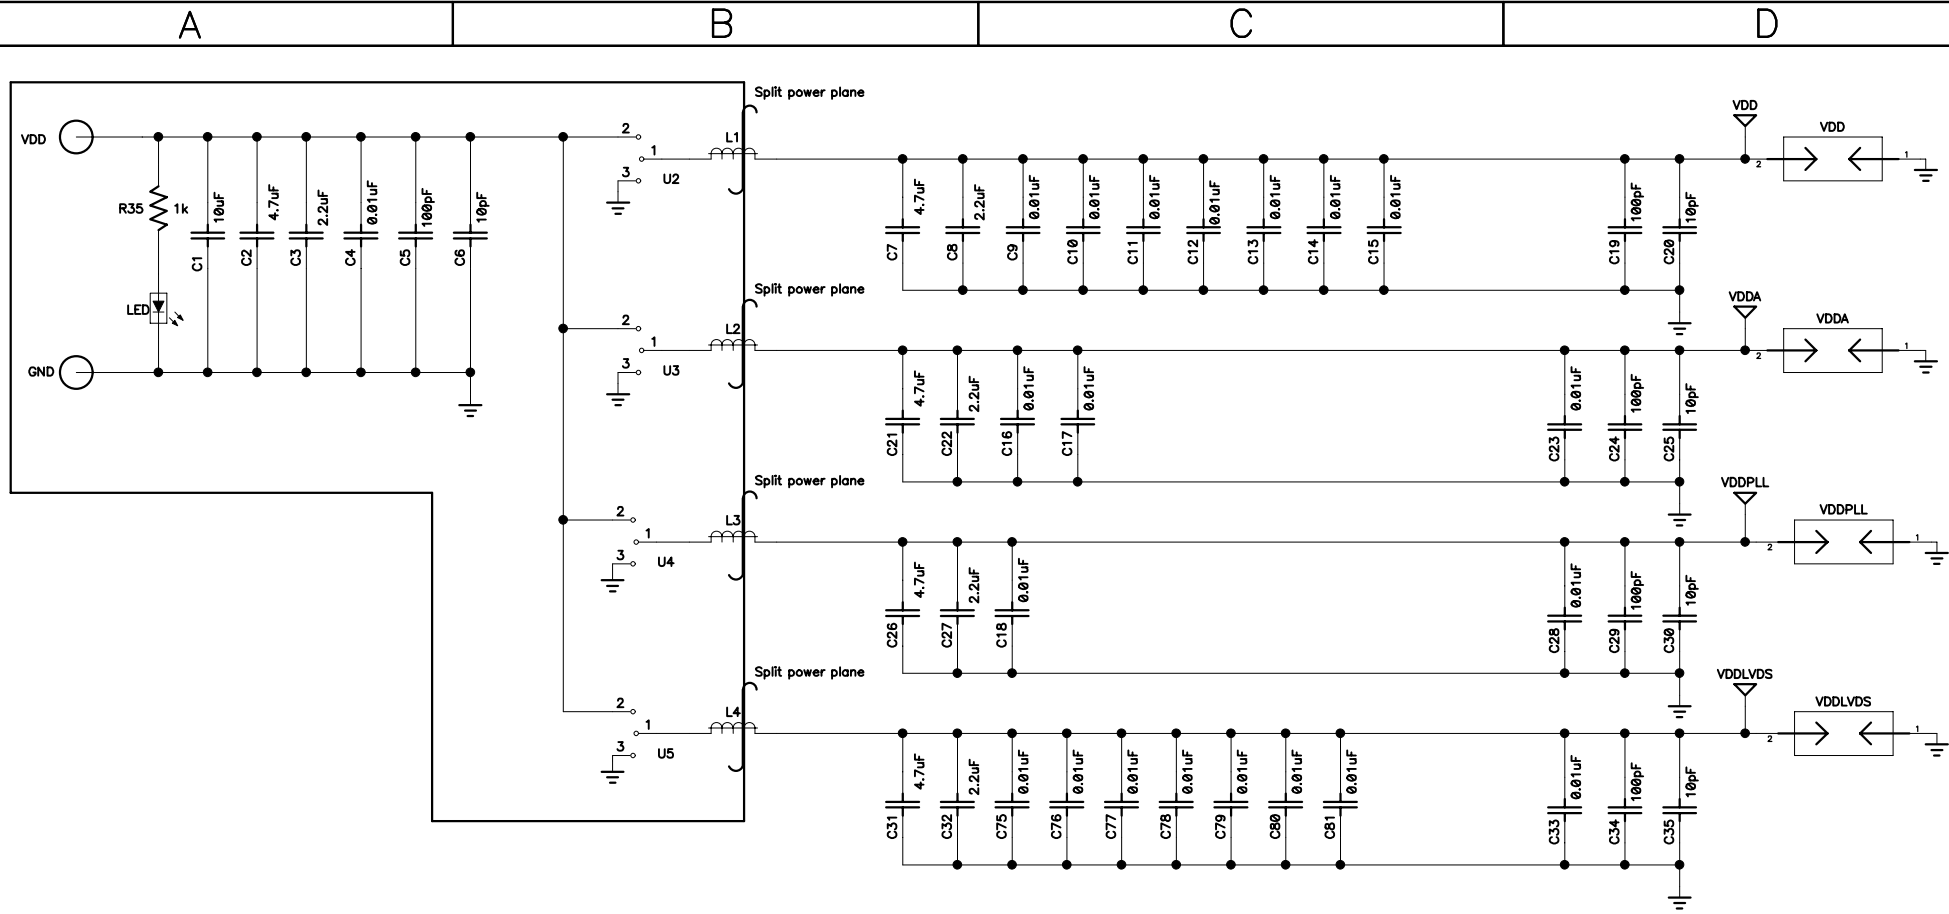 A B C D
Split power plane
VDD
R35 1k
LED
GND
10uF 4.7uF 2.2uF 0.01uF 100pF 10pF
C1 C2 C3 C4 C5 C6
2
1
3
U2
L1
4.7uF 2.2uF 0.01uF 0.01uF 0.01uF 0.01uF 0.01uF 0.01uF 0.01uF 100pF 10pF
C7 C8 C9 C10 C11 C12 C13 C14 C15 C19 C20
VDD
VDD
2 1
Split power plane
2
1
3
U3
L2
4.7uF 2.2uF 0.01uF 0.01uF 0.01uF 100pF 10pF
C21 C22 C16 C17 C23 C24 C25
VDDA
VDDA
2 1
Split power plane
2
1
3
U4
L3
4.7uF 2.2uF 0.01uF 0.01uF 100pF 10pF
C26 C27 C18 C28 C29 C30
VDDPLL
VDDPLL
2 1
Split power plane
2
1
3
U5
L4
4.7uF 2.2uF 0.01uF 0.01uF 0.01uF 0.01uF 0.01uF 0.01uF 0.01uF 0.01uF 100pF 10pF
C31 C32 C75 C76 C77 C78 C79 C80 C81 C33 C34 C35
VDDLVDS
VDDLVDS
2 1